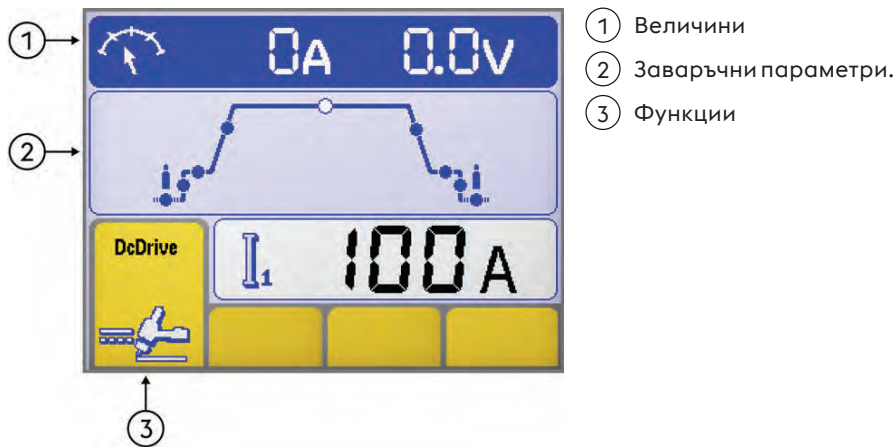 1
0A 0.0V
2
DcDrive
I1 100A
3
1 Величини
2 Заваръчни параметри.
3 Функции